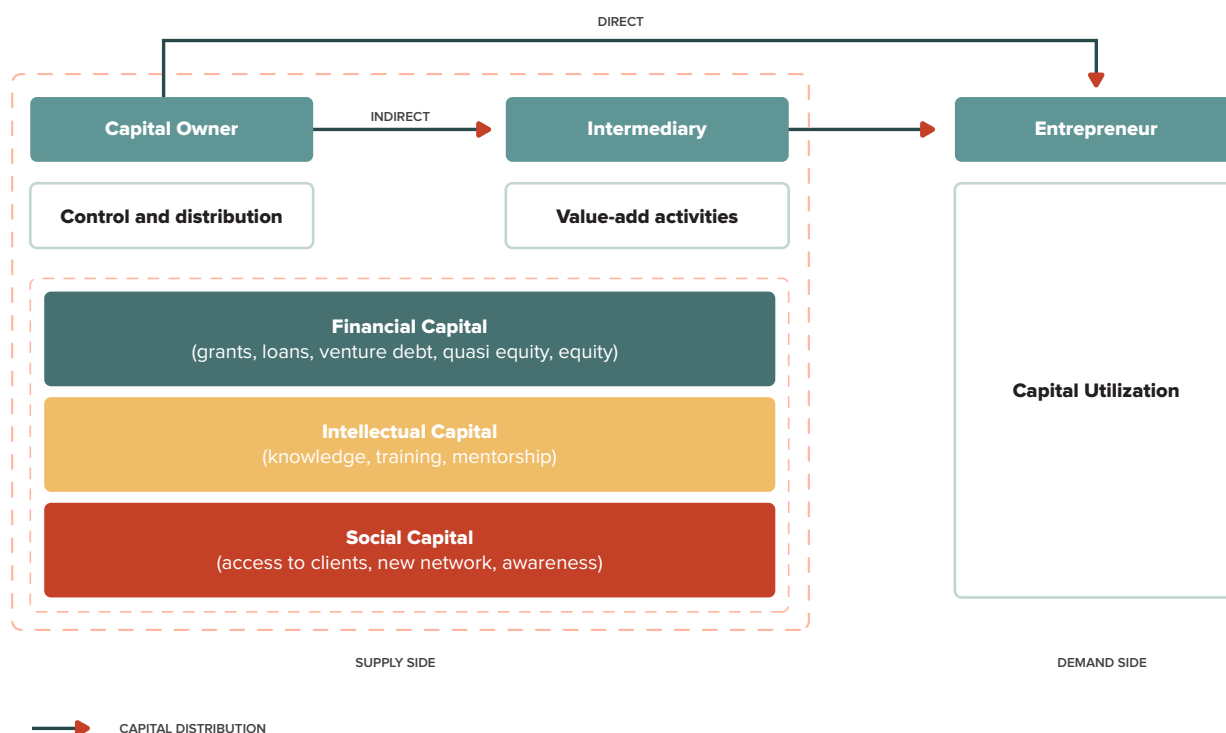 DIRECT
Capital Owner
INDIRECT
Intermediary
Entrepreneur
Control and distribution
Value-add activities
Financial Capital
(grants, loans, venture debt, quasi equity, equity)
Intellectual Capital
(knowledge, training, mentorship)
Social Capital
(access to clients, new network, awareness)
Capital Utilization
SUPPLY SIDE
DEMAND SIDE
CAPITAL DISTRIBUTION